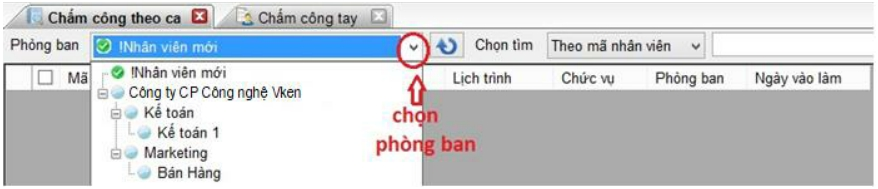 Chấm công theo ca Chấm công tay
Phòng ban !Nhân viên mới Chọn tìm Theo mã nhân viên
Mã !Nhân viên mới Lịch trình Chức vụ Phòng ban Ngày vào làm
Công ty CP Công nghệ Vken
Kế toán chọn
Kế toán 1 phòng ban
Marketing
Bán Hàng